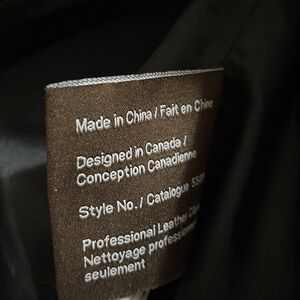 Made in China / Fait en Chine
Designed in Canada /
Conception Canadienne
Style No. / Catalogue
Professional Leather
Nettoyage
seulement